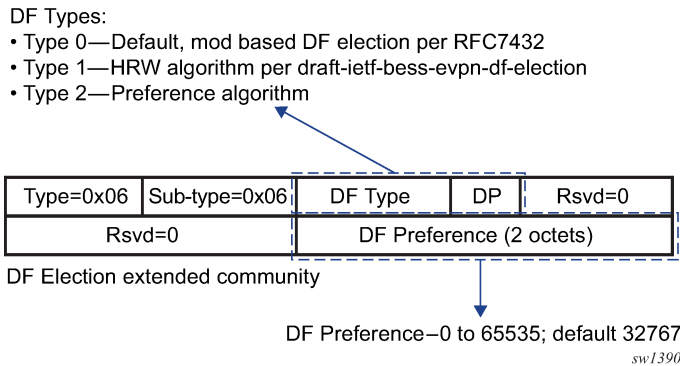 DF Types:
• Type 0—Default, mod based DF election per RFC7432
• Type 1—HRW algorithm per draft-ietf-bess-evpn-df-election
• Type 2—Preference algorithm
Type=0x06 Sub-type=0x06 DF Type DP Rsvd=0
Rsvd=0 DF Preference (2 octets)
DF Election extended community
DF Preference–0 to 65535; default 32767
sw1390